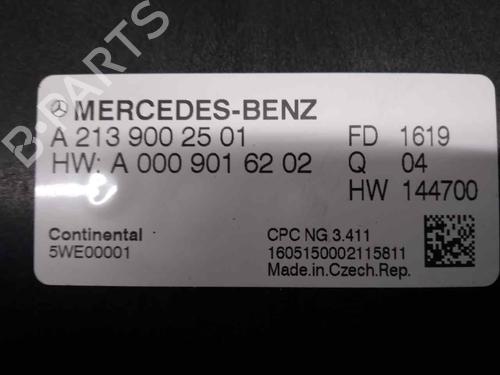 MERCEDES-BENZ
A 213 900 25 01 FD 1619
HW: A 000 901 62 02 Q 04
HW 144700
Continental CPC NG 3.411
5WE00001 1605150002115811
Made.in.Czech.Rep.
B-PARTS